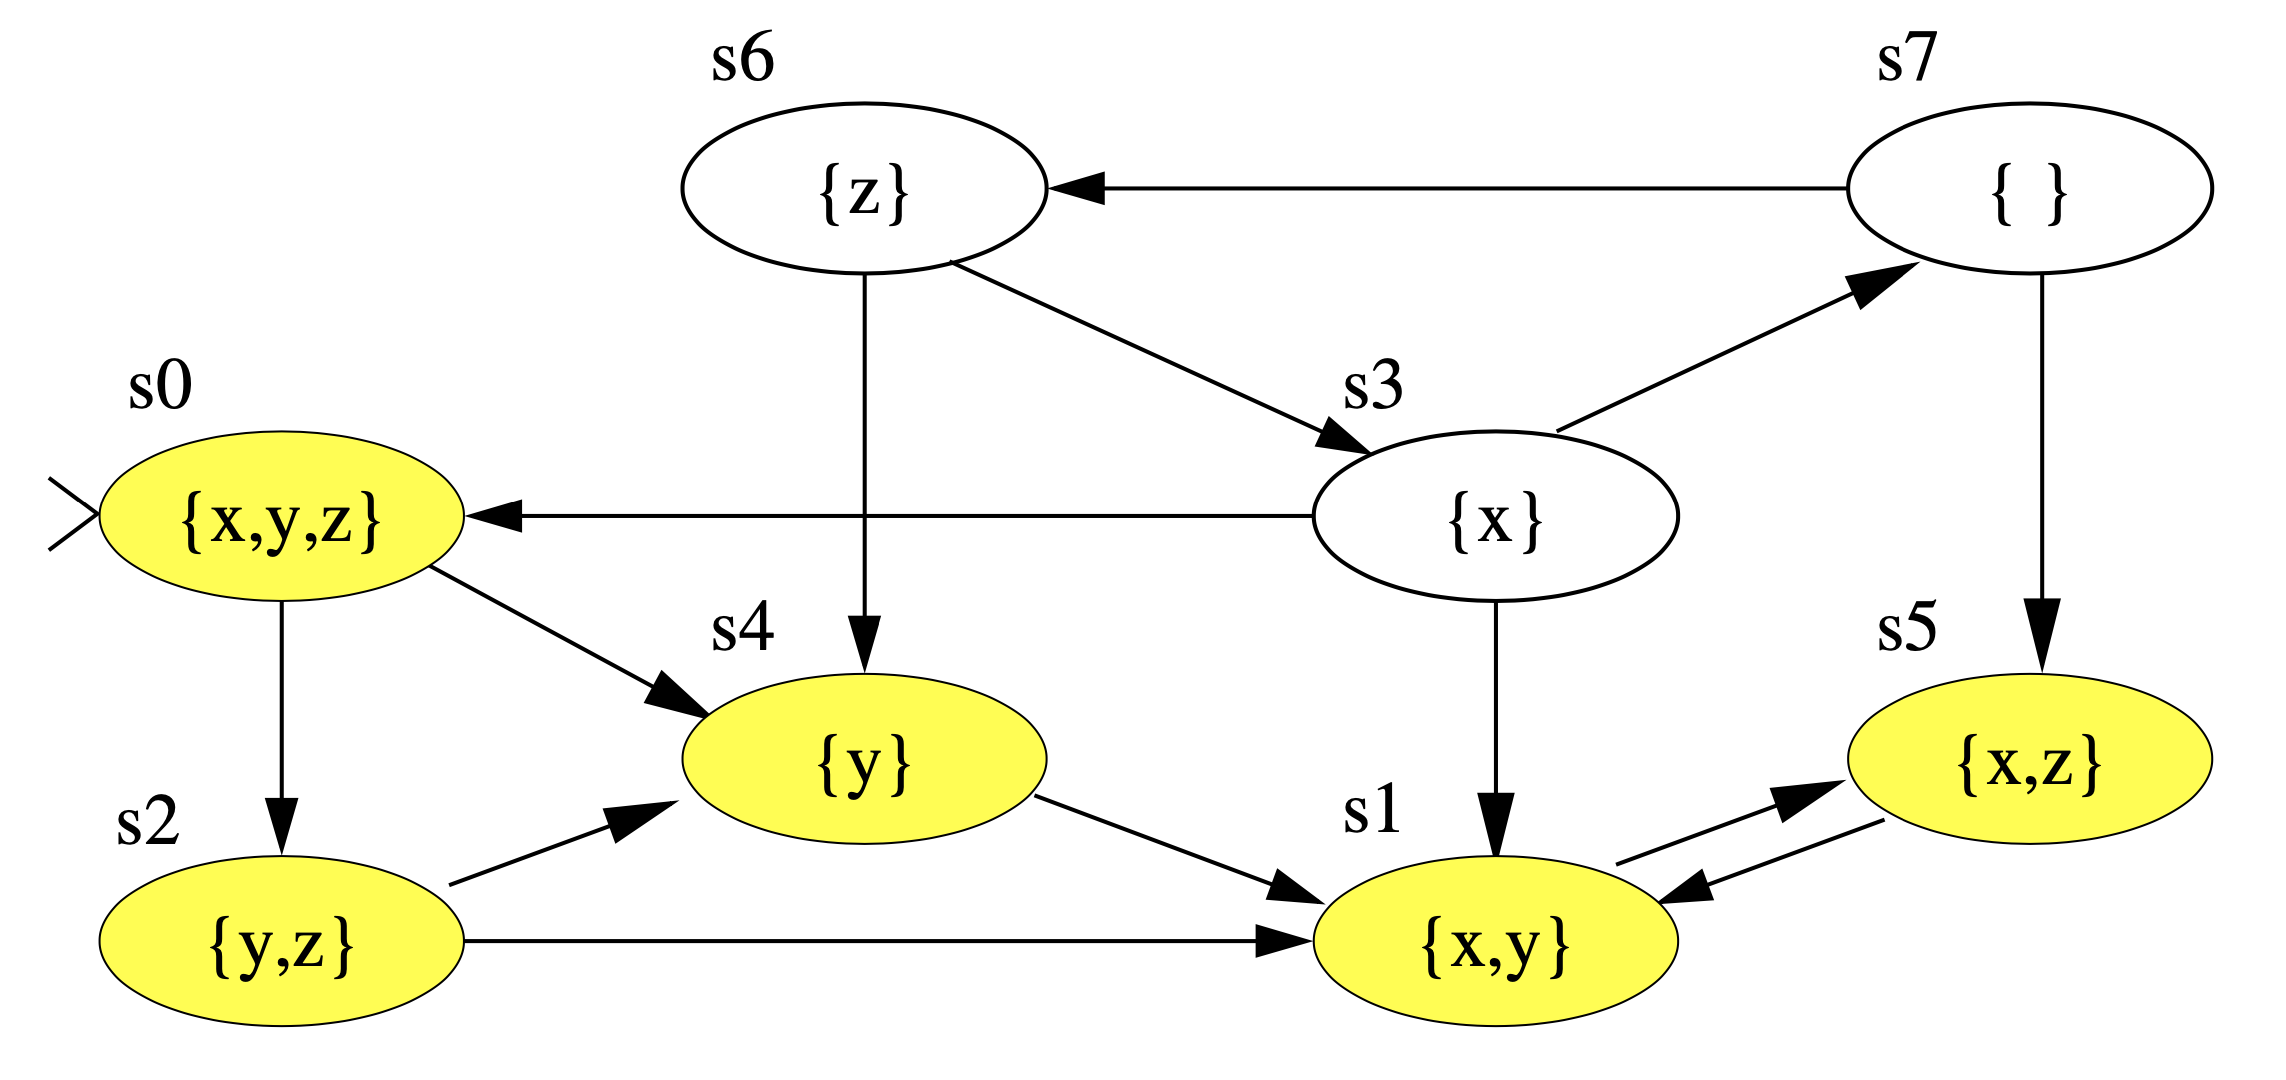 s6
s7
{z}
{ }
s0
s3
{x,y,z}
{x}
s4
s5
{y}
{x,z}
s2
s1
{y,z}
{x,y}